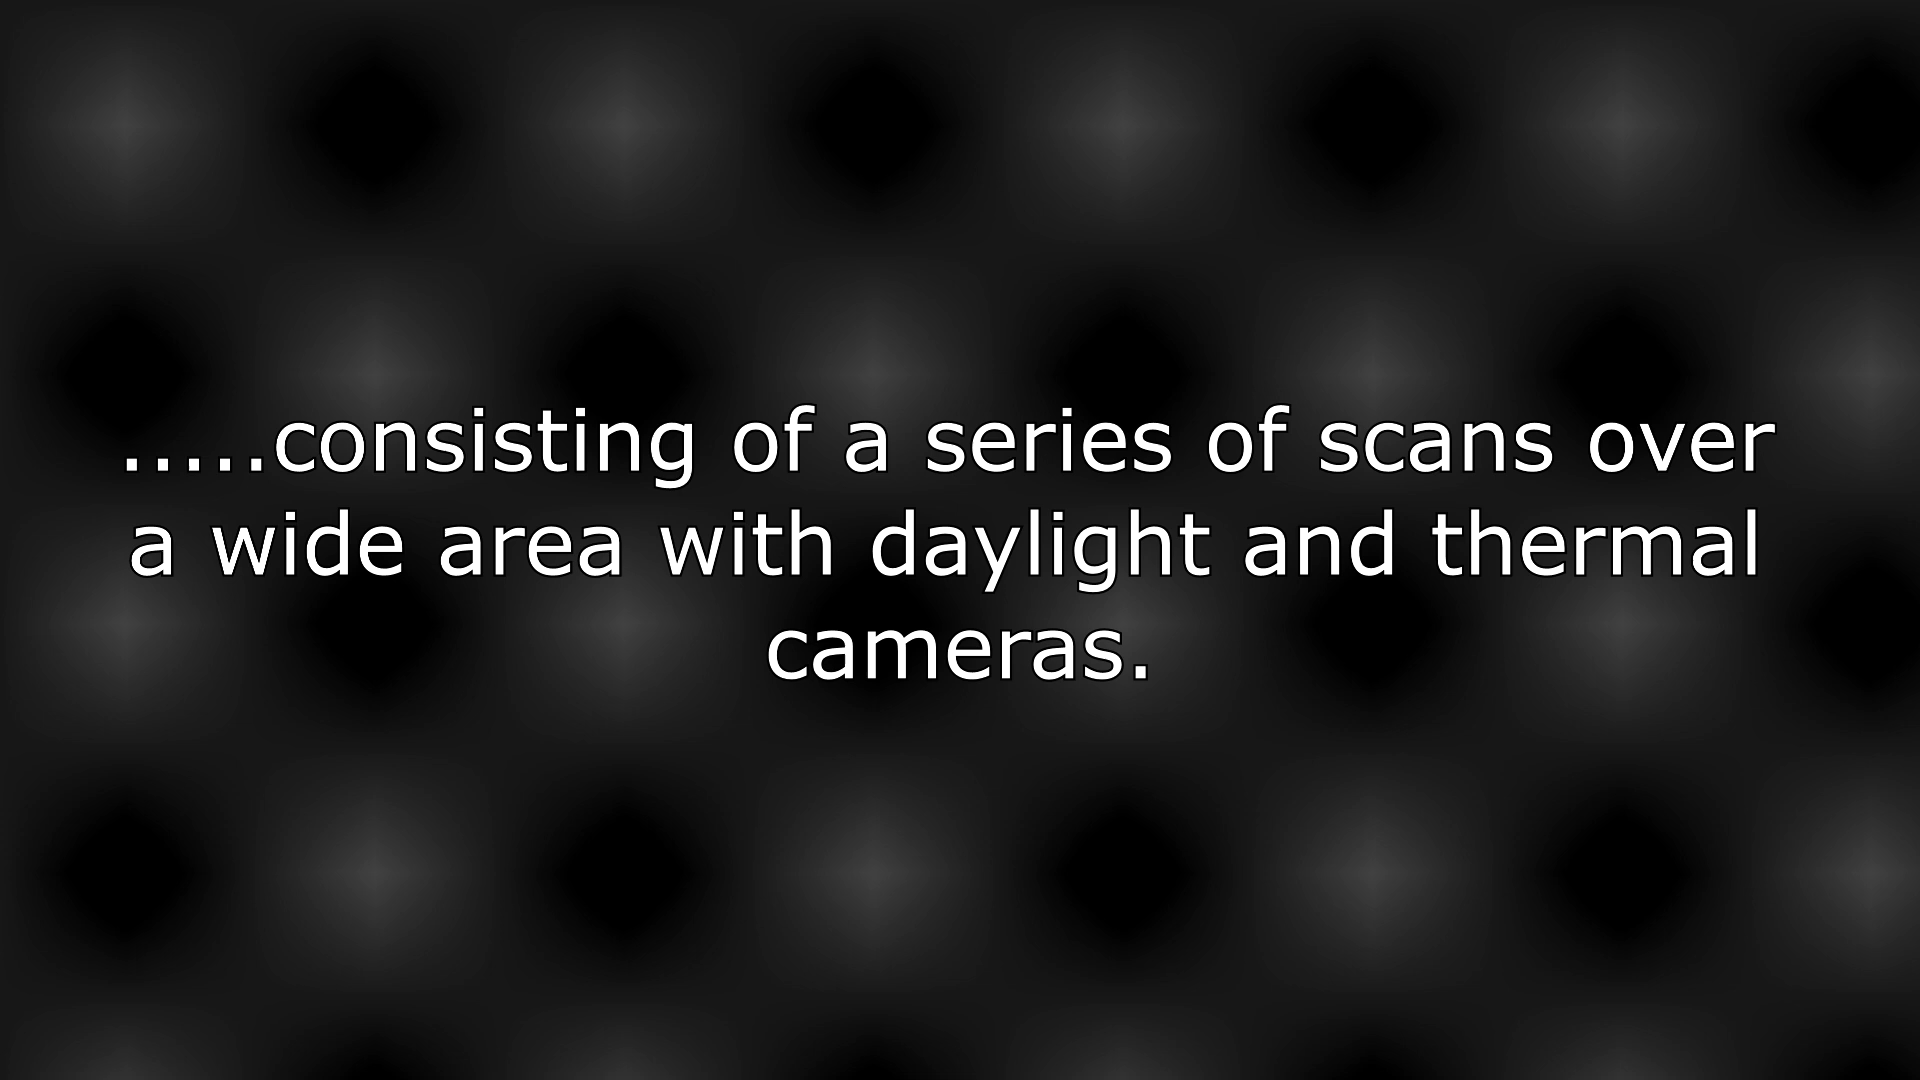 .....consisting of a series of scans over
a wide area with daylight and thermal
cameras.